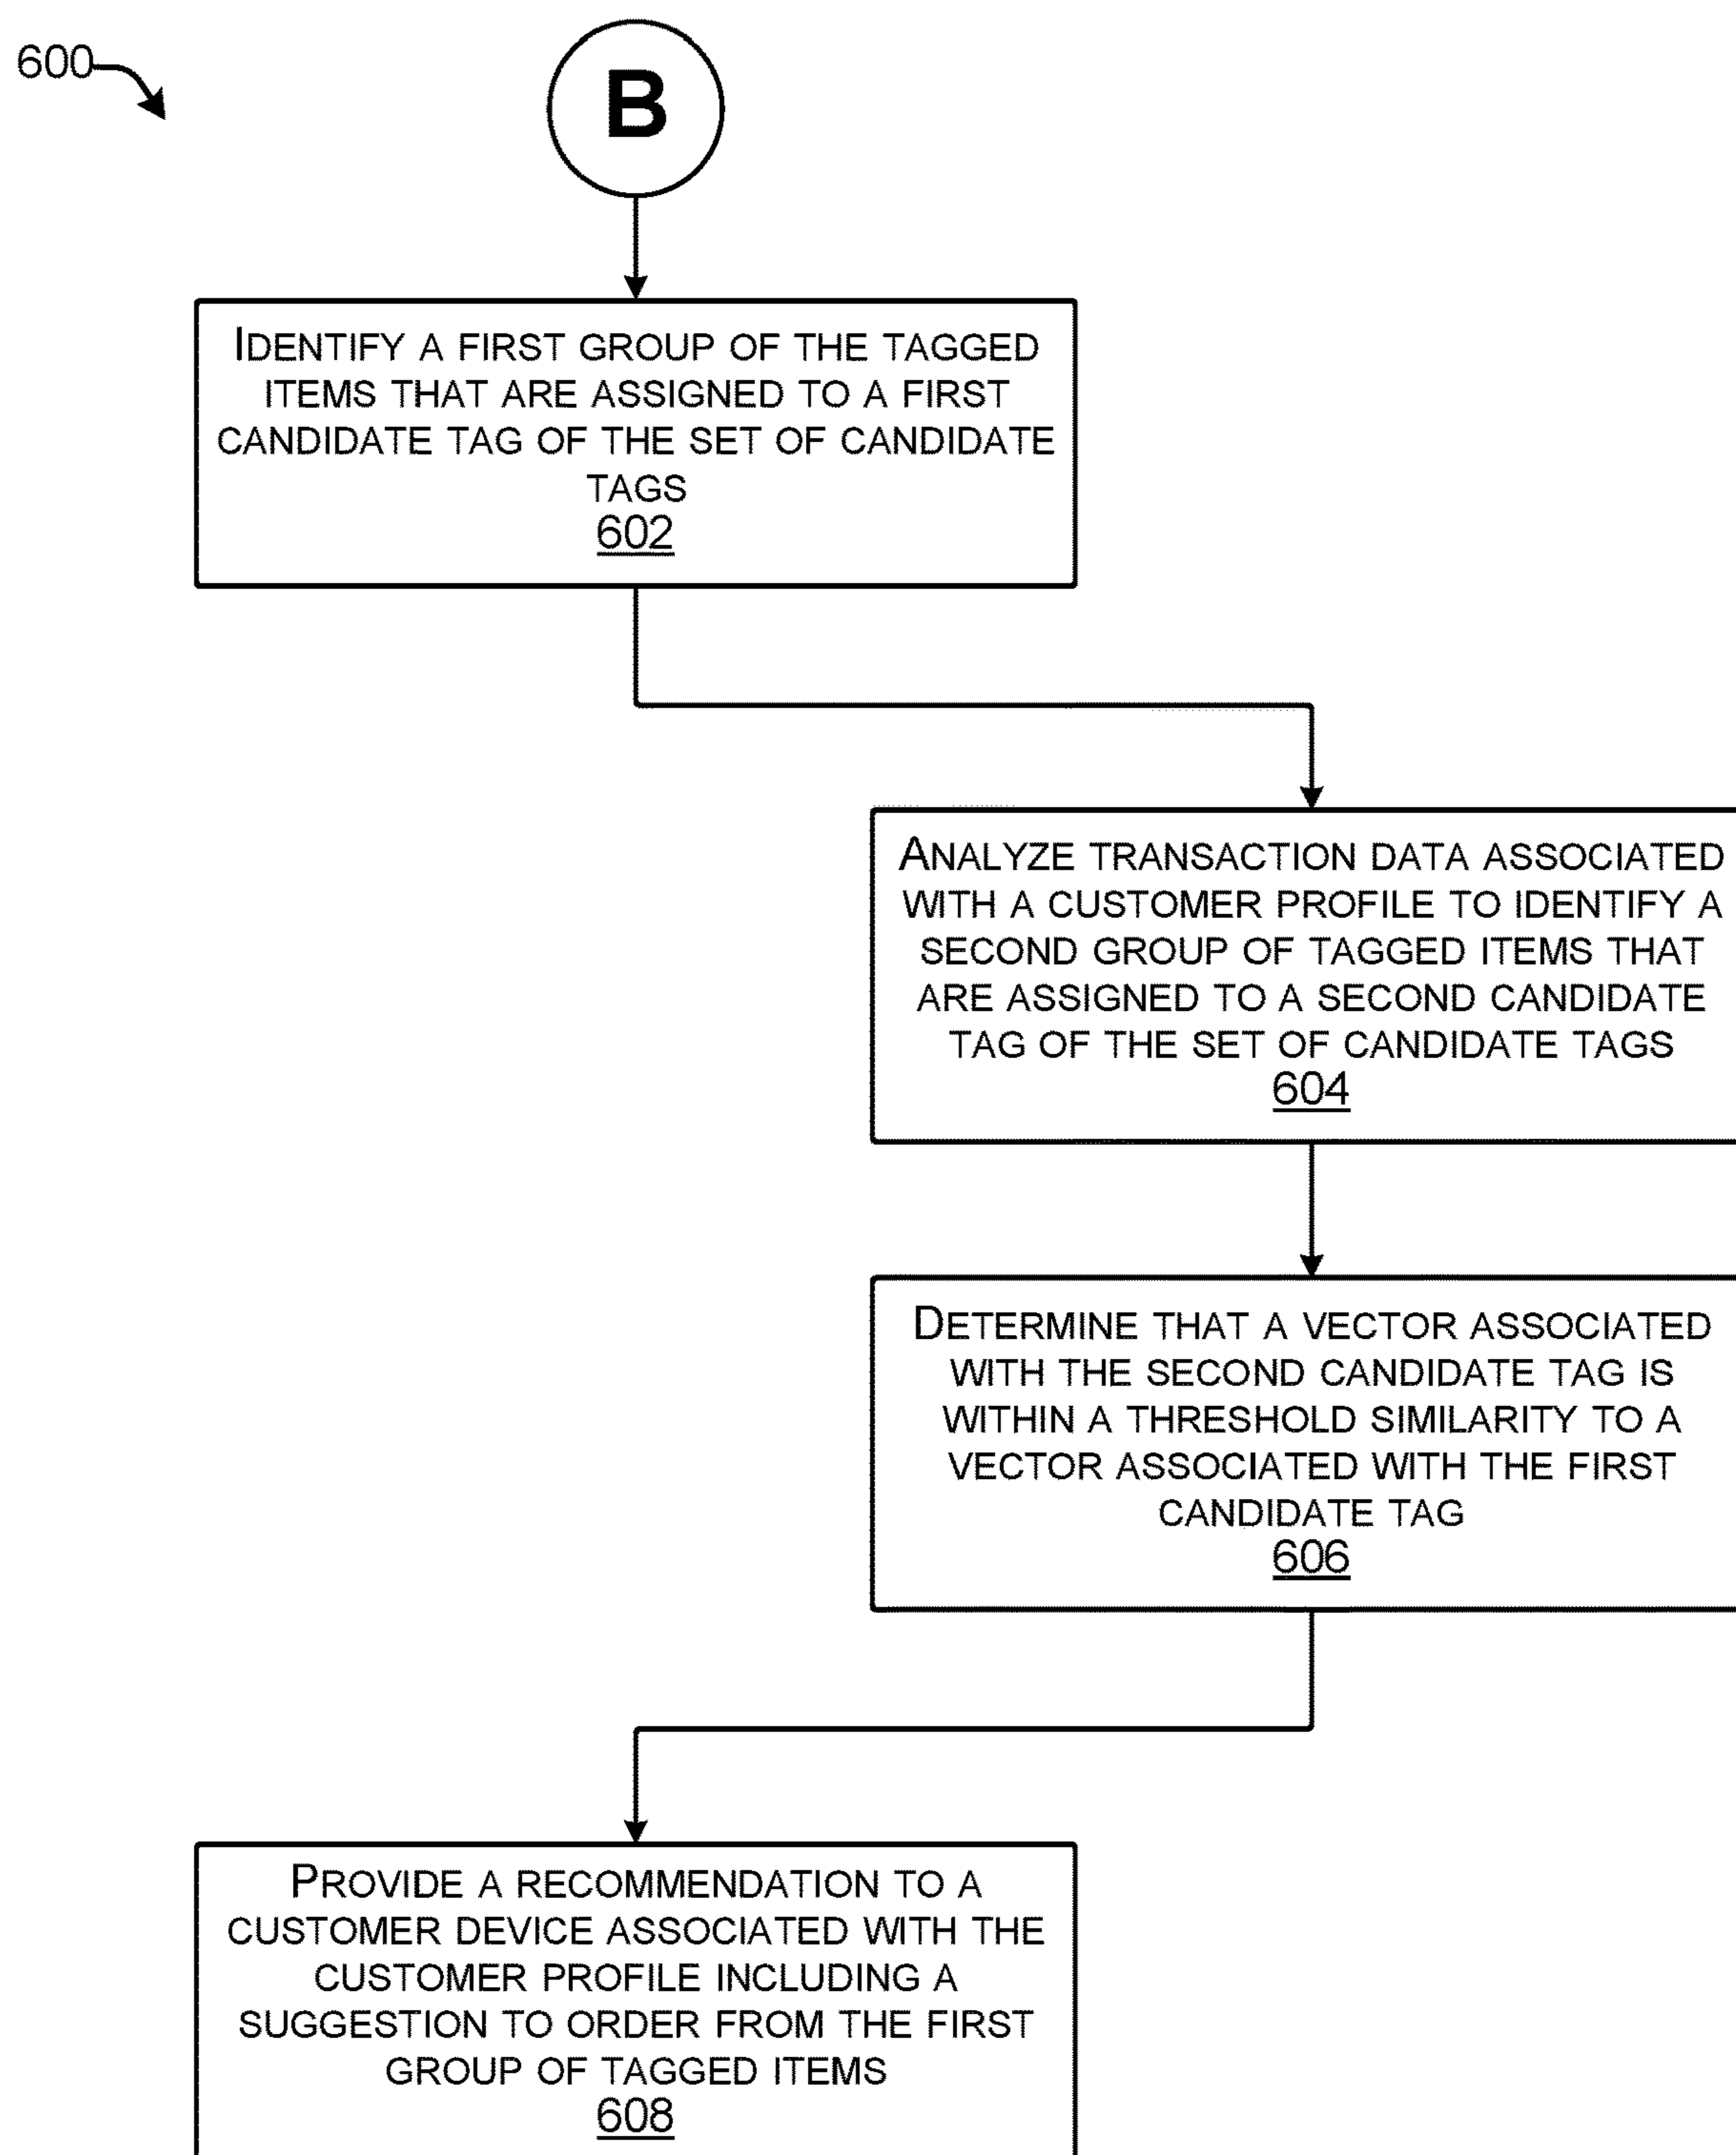 600
B
IDENTIFY A FIRST GROUP OF THE TAGGED
ITEMS THAT ARE ASSIGNED TO A FIRST
CANDIDATE TAG OF THE SET OF CANDIDATE
TAGS
602
ANALYZE TRANSACTION DATA ASSOCIATED
WITH A CUSTOMER PROFILE TO IDENTIFY A
SECOND GROUP OF TAGGED ITEMS THAT
ARE ASSIGNED TO A SECOND CANDIDATE
TAG OF THE SET OF CANDIDATE TAGS
604
DETERMINE THAT A VECTOR ASSOCIATED
WITH THE SECOND CANDIDATE TAG IS
WITHIN A THRESHOLD SIMILARITY TO A
VECTOR ASSOCIATED WITH THE FIRST
CANDIDATE TAG
606
PROVIDE A RECOMMENDATION TO A
CUSTOMER DEVICE ASSOCIATED WITH THE
CUSTOMER PROFILE INCLUDING A
SUGGESTION TO ORDER FROM THE FIRST
GROUP OF TAGGED ITEMS
608